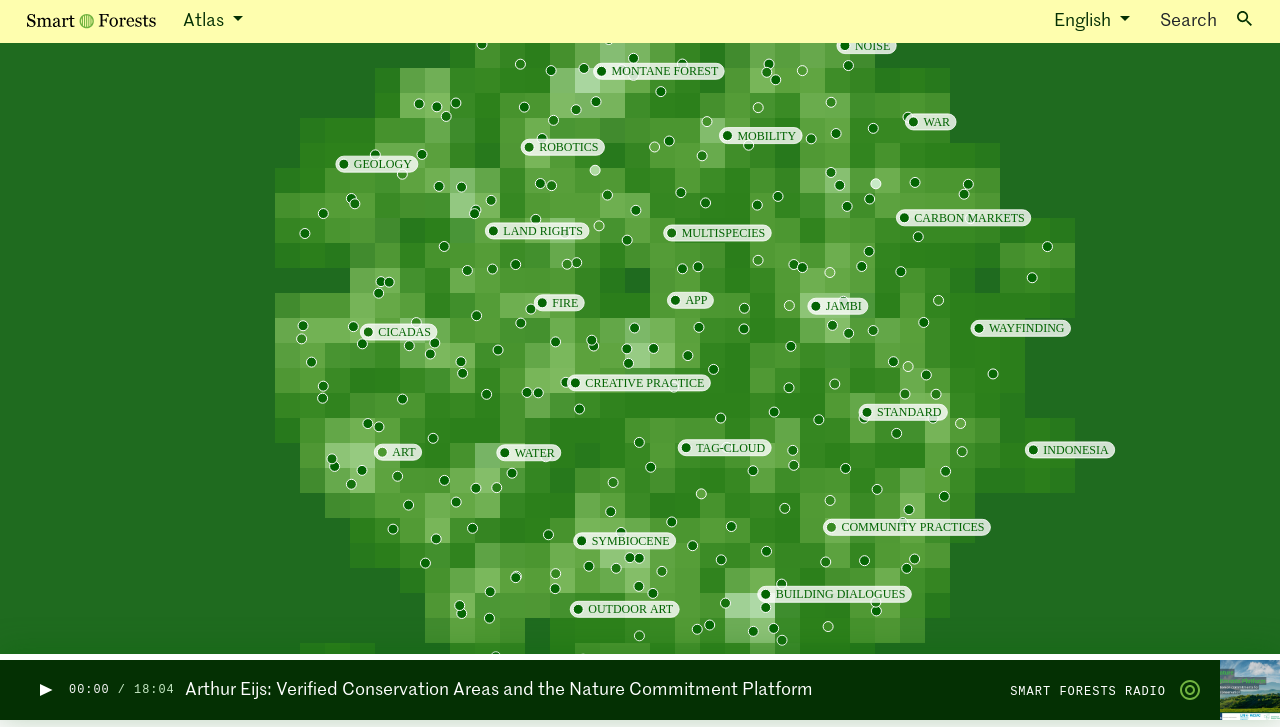 Smart Forests
Atlas
English
Search
NOISE
MONTANE FOREST
WAR
MOBILITY
ROBOTICS
GEOLOGY
CARBON MARKETS
LAND RIGHTS
MULTISPECIES
APP
FIRE
JAMBI
WAYFINDING
CICADAS
CREATIVE PRACTICE
STANDARD
TAG-CLOUD
INDONESIA
ART
WATER
COMMUNITY PRACTICES
SYMBIOCENE
BUILDING DIALOGUES
OUTDOOR ART
00:00 / 18:04
Arthur Eijs: Verified Conservation Areas and the Nature Commitment Platform
SMART FORESTS RADIO